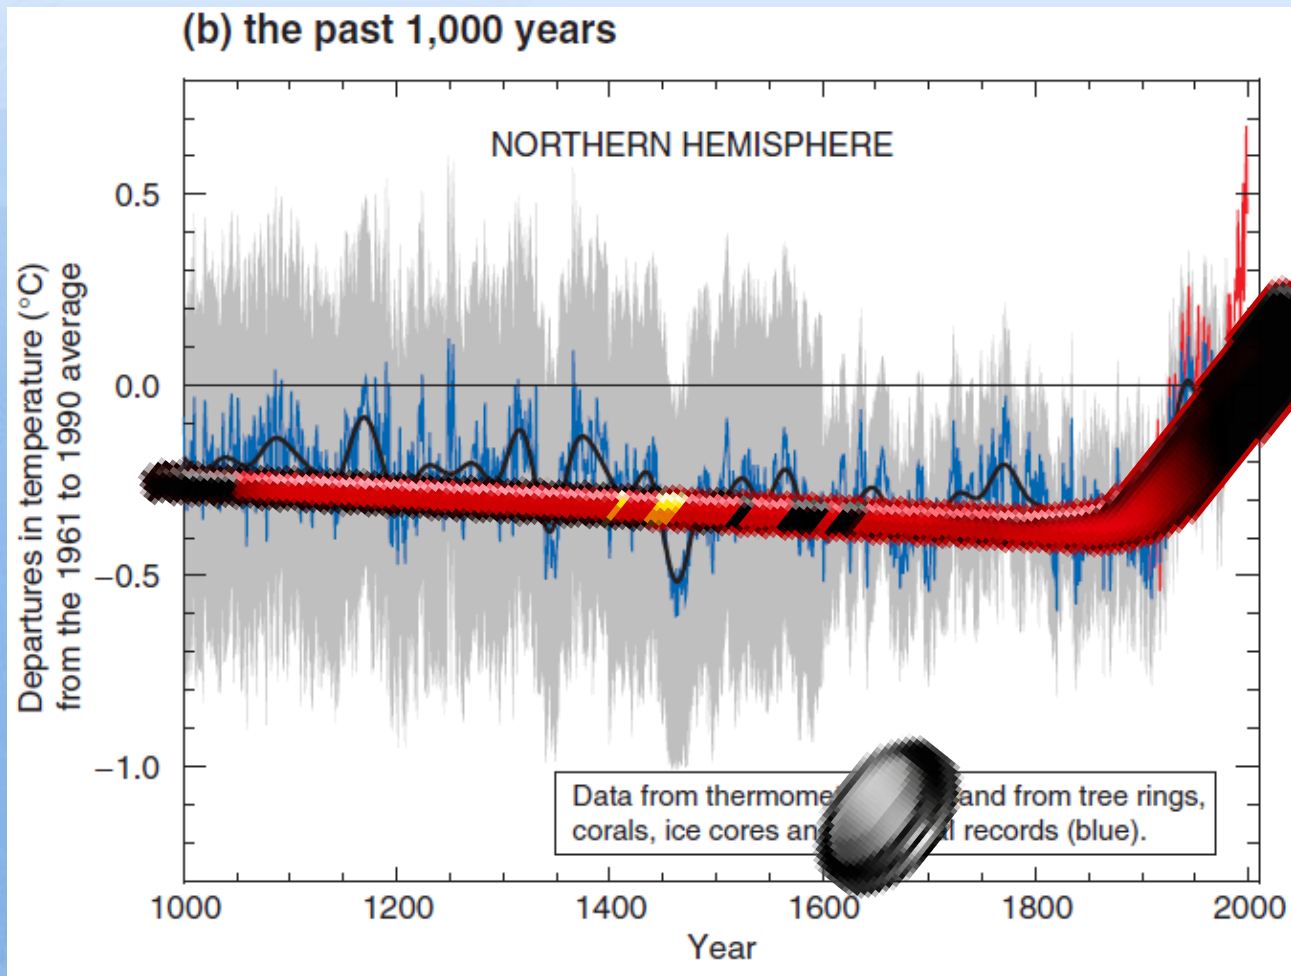 (b) the past 1,000 years
NORTHERN HEMISPHERE
Departures in temperature (°C)
from the 1961 to 1990 average
0.5
0.0
−0.5
−1.0
Data from and from tree rings,
corals, ice cores records (blue).
1000 1200 1400 1600 1800 2000
Year